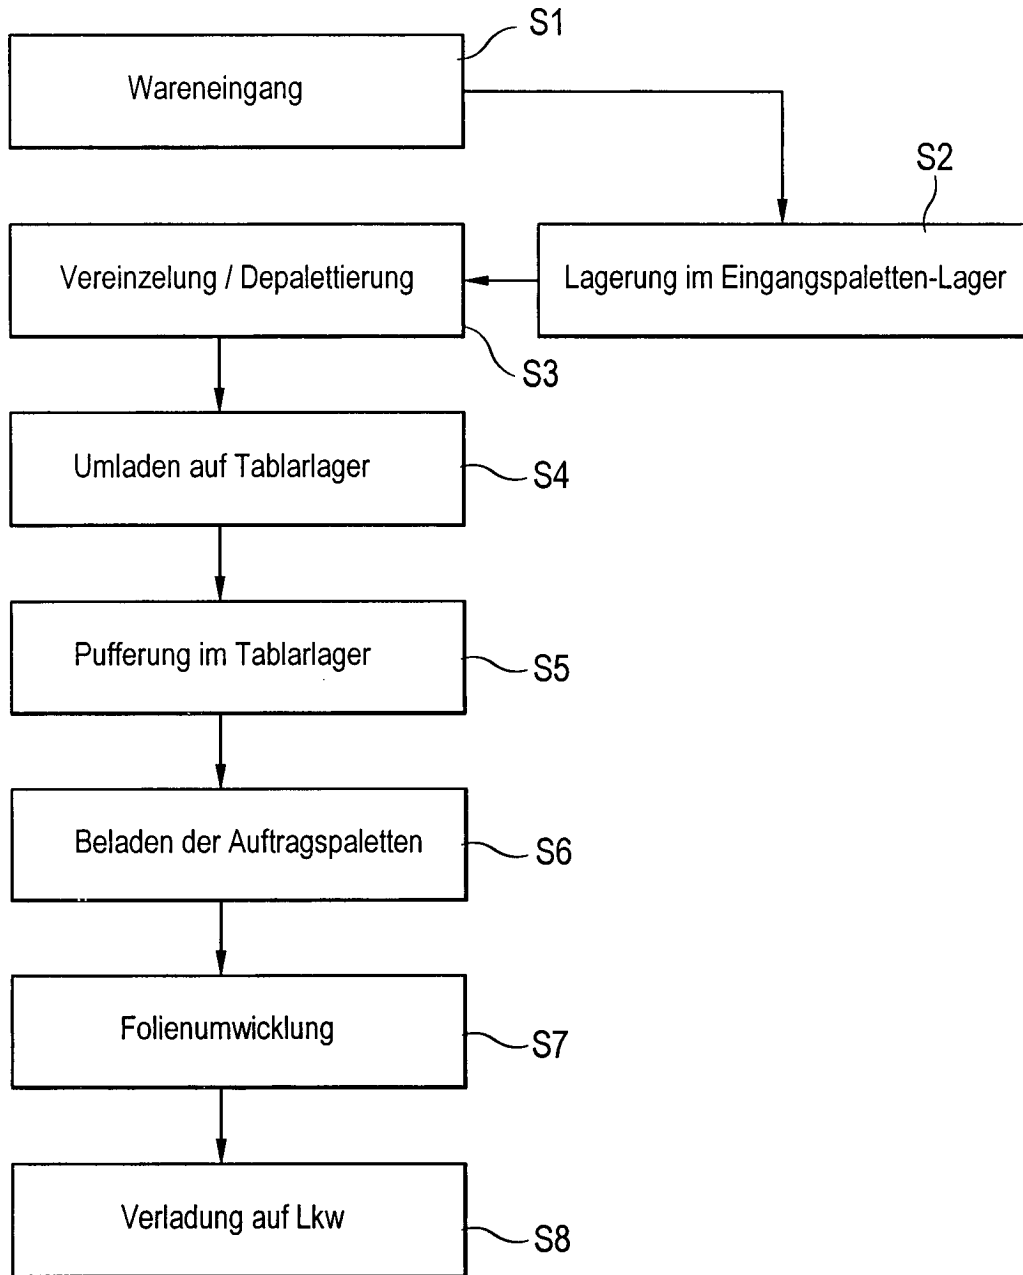 S1
Wareneingang
S2
Lagerung im Eingangspaletten-Lager
Vereinzelung / Depalettierung
S3
Umladen auf Tablarlager
S4
Pufferung im Tablarlager
S5
Beladen der Auftragspaletten
S6
Folienumwicklung
S7
Verladung auf Lkw
S8